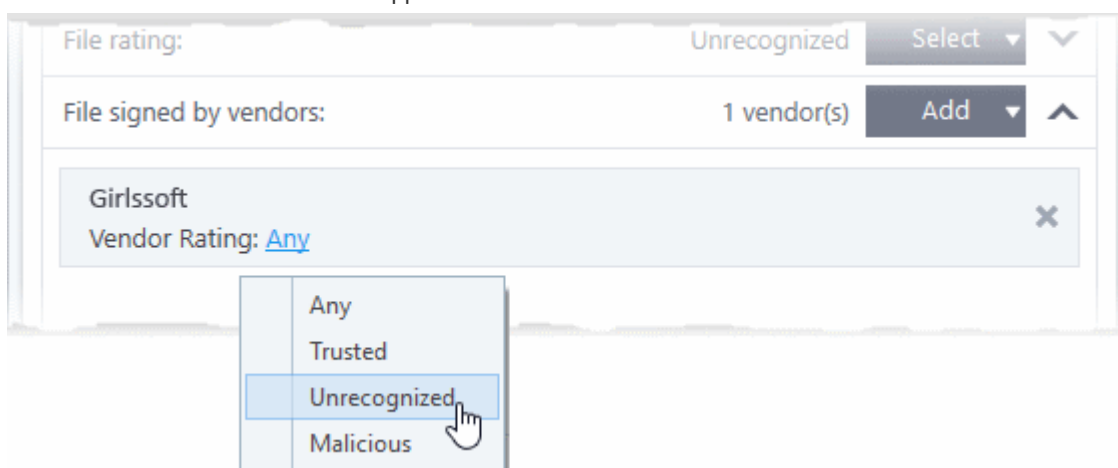 File rating: Unrecognized Select
File signed by vendors: 1 vendor(s) Add
Girlssoft
Vendor Rating: Any
Any
Trusted
Unrecognized
Malicious